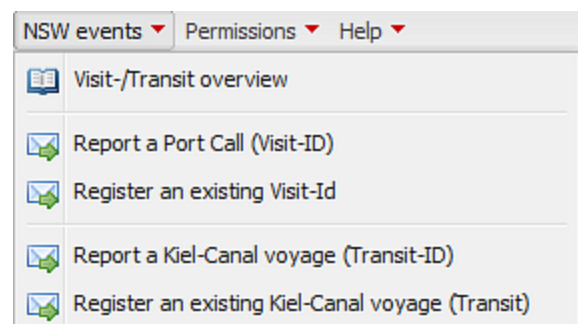 NSW events Permissions Help
Visit-/Transit overview
Report a Port Call (Visit-ID)
Register an existing Visit-Id
Report a Kiel-Canal voyage (Transit-ID)
Register an existing Kiel-Canal voyage (Transit)